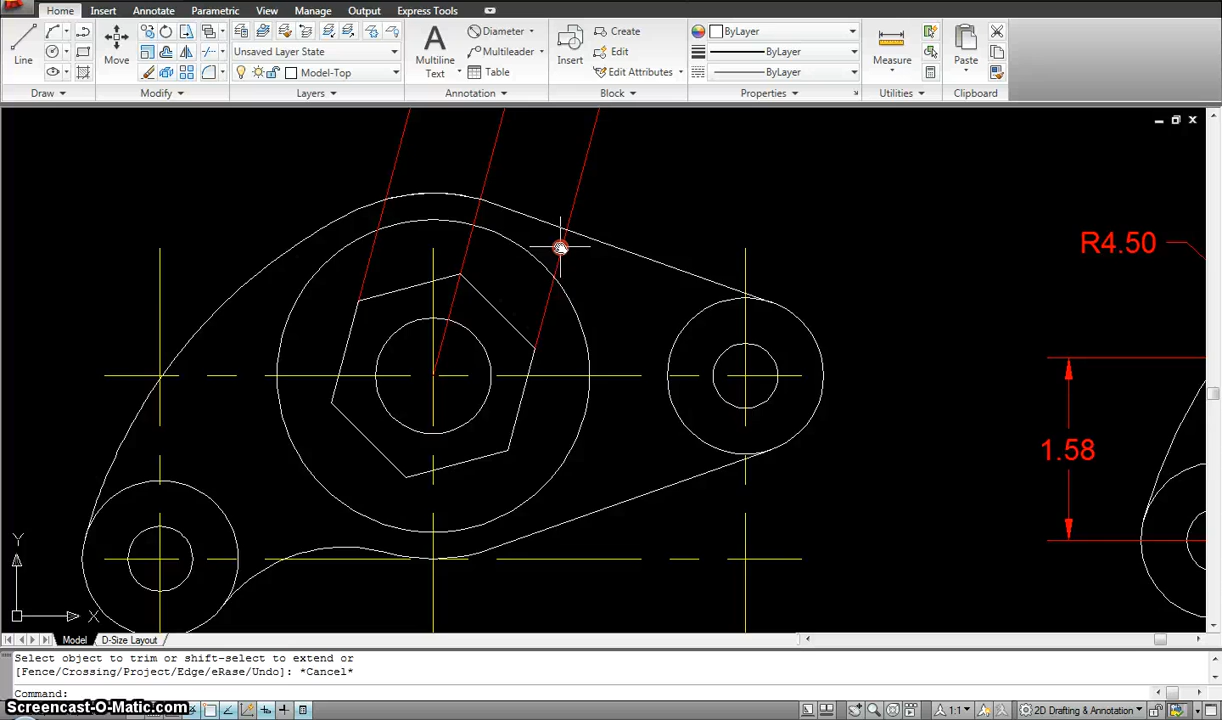 Home Insert Annotate Parametric View Manage Output Express Tools
Line
Move
Unsaved Layer State
Model-Top
A
Multiline
Text
Diameter
Multileader
Table
Insert
Create
Edit
Edit Attributes
ByLayer
ByLayer
ByLayer
Measure
Paste
Draw Modify Layers Annotation Block Properties Utilities Clipboard
R4.50
1.58
Y
X
Model D-Size Layout
Select object to trim or shift-select to extend or
[Fence/Crossing/Project/Edge/eRase/Undo]: *Cancel*
Command:
Screencast-O-Matic.com
1:1
2D Drafting & Annotation